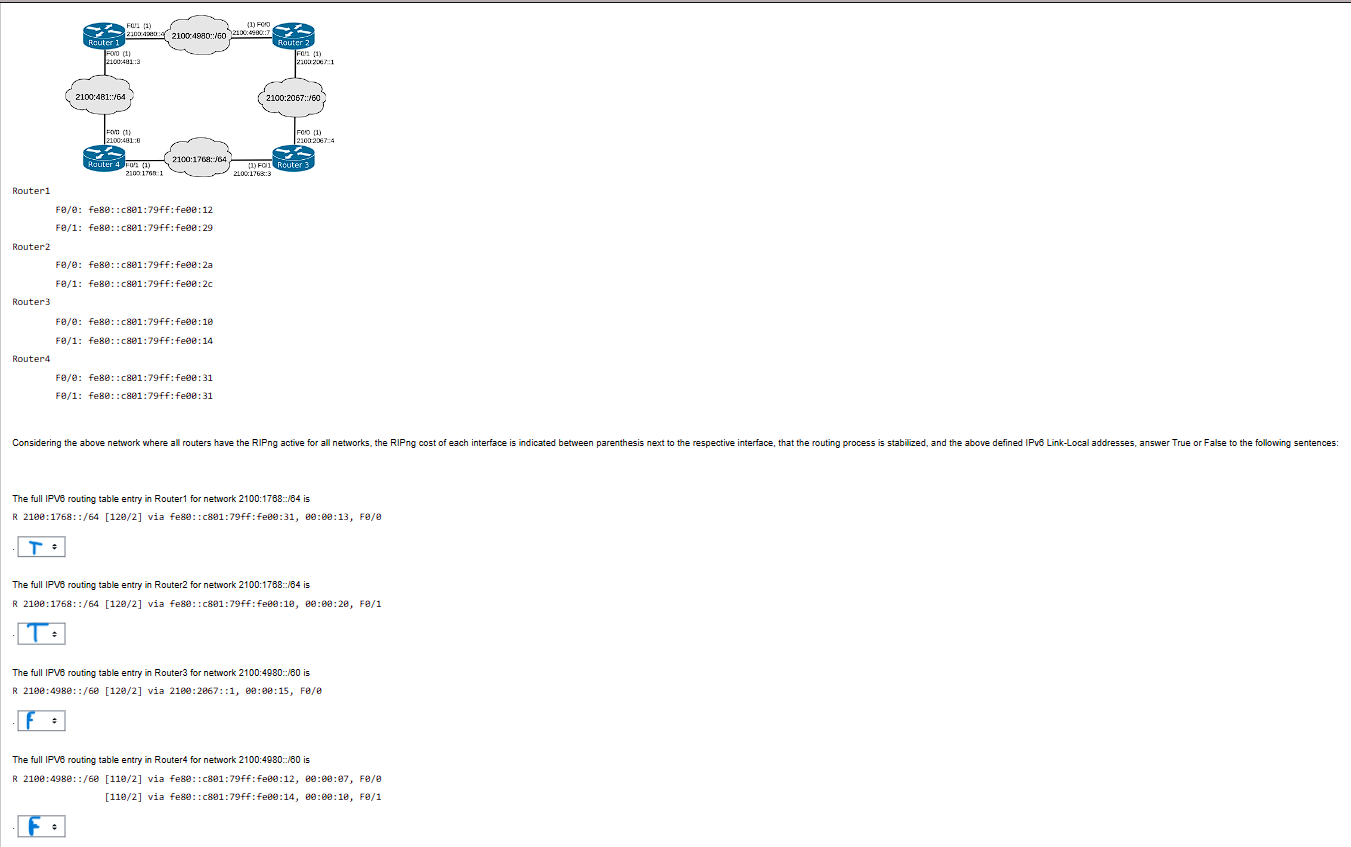 F0/1 (1)
2100:4980::4
2100:4980::/60
(1) F0/0
2100:4980::7
Router 1
Router 2
F0/0 (1)
2100:481::3
F0/1 (1)
2100:2067::1
2100:481::/64
2100:2067::/60
F0/0 (1)
2100:481::8
F0/0 (1)
2100:2067::4
Router 4
F0/1 (1)
2100:1768::1
2100:1768::/64
(1) F0/1
2100:1768::3
Router 3
Router1
F0/0: fe80::c801:79ff:fe00:12
F0/1: fe80::c801:79ff:fe00:29
Router2
F0/0: fe80::c801:79ff:fe00:2a
F0/1: fe80::c801:79ff:fe00:2c
Router3
F0/0: fe80::c801:79ff:fe00:10
F0/1: fe80::c801:79ff:fe00:14
Router4
F0/0: fe80::c801:79ff:fe00:31
F0/1: fe80::c801:79ff:fe00:31
Considering the above network where all routers have the RIPng active for all networks, the RIPng cost of each interface is indicated between parenthesis next to the respective interface, that the routing process is stabilized, and the above defined IPv6 Link-Local addresses, answer True or False to the following sentences:
The full IPV6 routing table entry in Router1 for network 2100:1768::/64 is
R 2100:1768::/64 [120/2] via fe80::c801:79ff:fe00:31, 00:00:13, F0/0
. T
The full IPV6 routing table entry in Router2 for network 2100:1768::/64 is
R 2100:1768::/64 [120/2] via fe80::c801:79ff:fe00:10, 00:00:20, F0/1
. T
The full IPV6 routing table entry in Router3 for network 2100:4980::/60 is
R 2100:4980::/60 [120/2] via 2100:2067::1, 00:00:15, F0/0
. F
The full IPV6 routing table entry in Router4 for network 2100:4980::/60 is
R 2100:4980::/60 [110/2] via fe80::c801:79ff:fe00:12, 00:00:07, F0/0
[110/2] via fe80::c801:79ff:fe00:14, 00:00:10, F0/1
. F